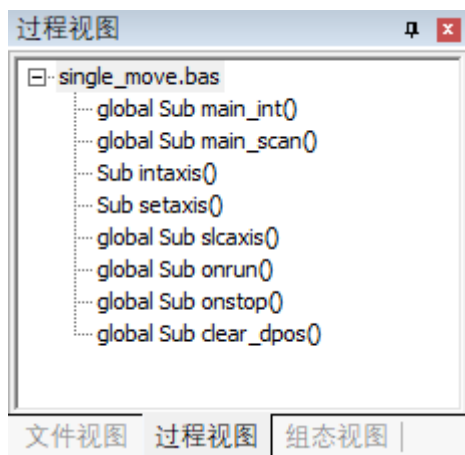 过程视图
single_move.bas
global Sub main_int()
global Sub main_scan()
Sub intaxis()
Sub setaxis()
global Sub slcaxis()
global Sub onrun()
global Sub onstop()
global Sub clear_dpos()
文件视图 过程视图 组态视图